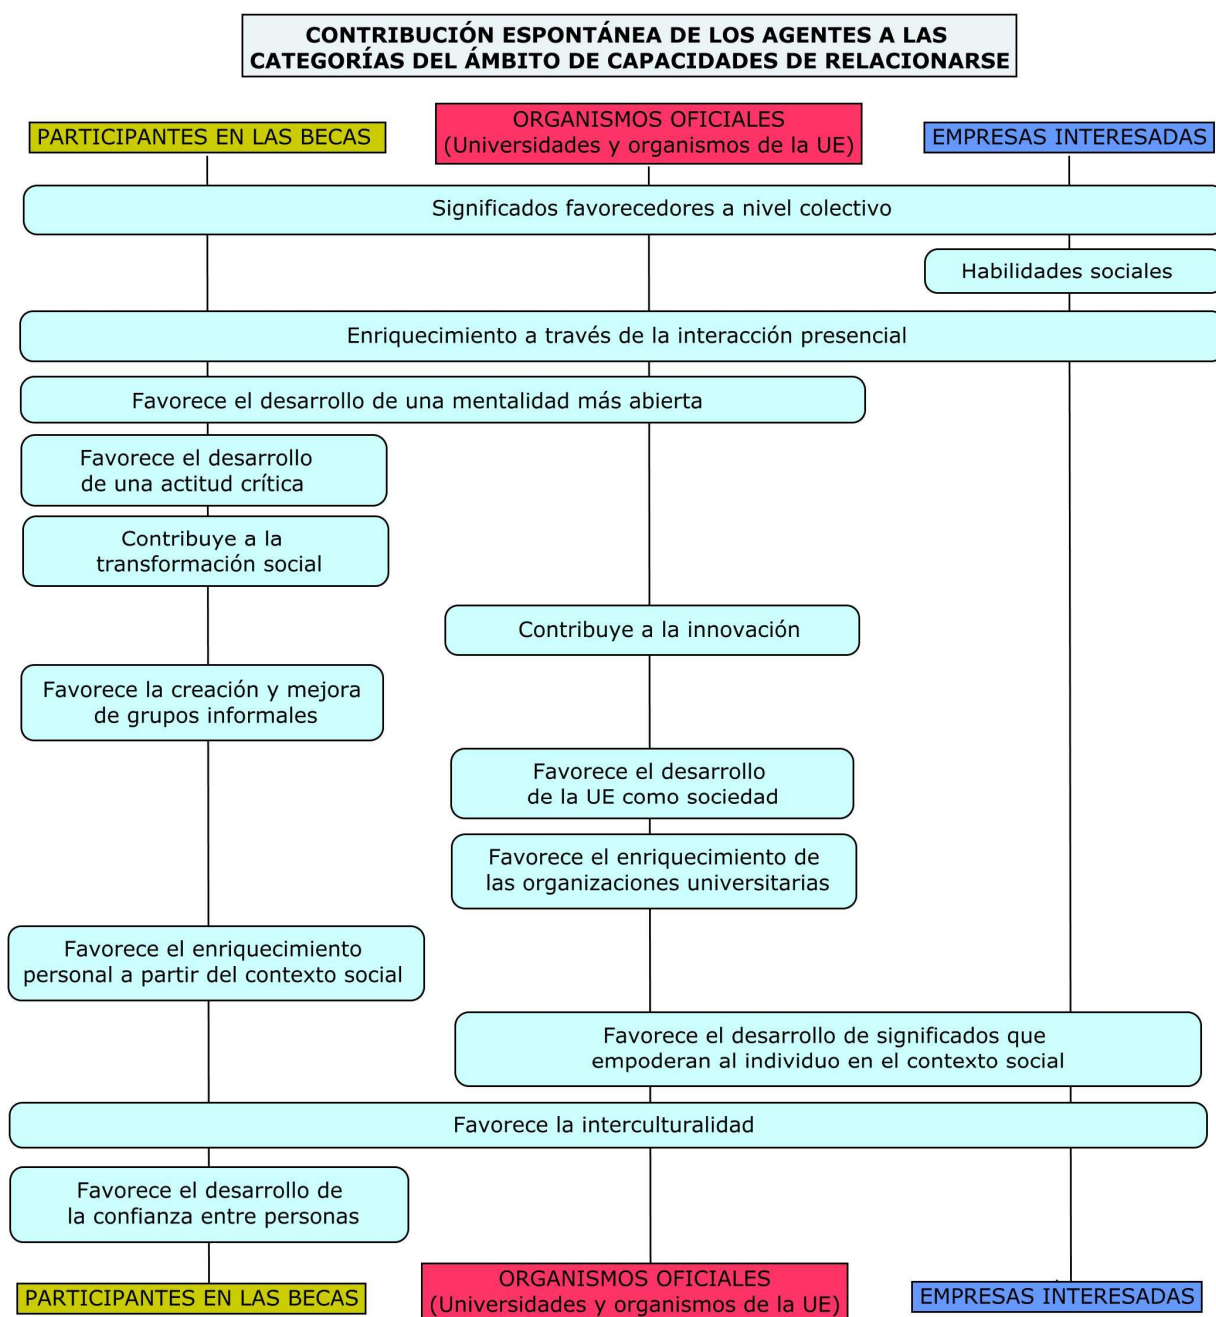 CONTRIBUCIÓN ESPONTÁNEA DE LOS AGENTES A LAS
CATEGORÍAS DEL ÁMBITO DE CAPACIDADES DE RELACIONARSE
PARTICIPANTES EN LAS BECAS
ORGANISMOS OFICIALES
(Universidades y organismos de la UE)
EMPRESAS INTERESADAS
Significados favorecedores a nivel colectivo
Habilidades sociales
Enriquecimiento a través de la interacción presencial
Favorece el desarrollo de una mentalidad más abierta
Favorece el desarrollo
de una actitud crítica
Contribuye a la
transformación social
Contribuye a la innovación
Favorece la creación y mejora
de grupos informales
Favorece el desarrollo
de la UE como sociedad
Favorece el enriquecimiento de
las organizaciones universitarias
Favorece el enriquecimiento
personal a partir del contexto social
Favorece el desarrollo de significados que
empoderan al individuo en el contexto social
Favorece la interculturalidad
Favorece el desarrollo de
la confianza entre personas
PARTICIPANTES EN LAS BECAS
ORGANISMOS OFICIALES
(Universidades y organismos de la UE)
EMPRESAS INTERESADAS